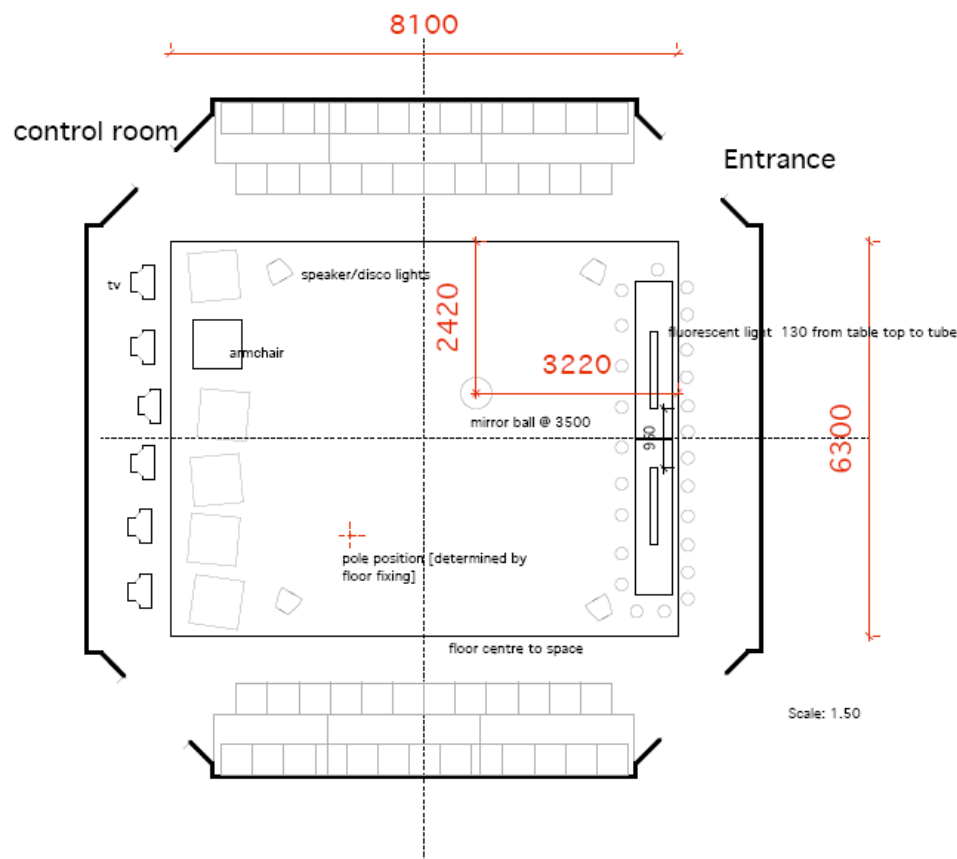 8100
control room
Entrance
speaker/disco lights
tv
2420
fluorescent light 130 from table top to tube
armchair
3220
mirror ball @ 3500
950
6300
pole position [determined by
floor fixing]
floor centre to space
Scale: 1.50